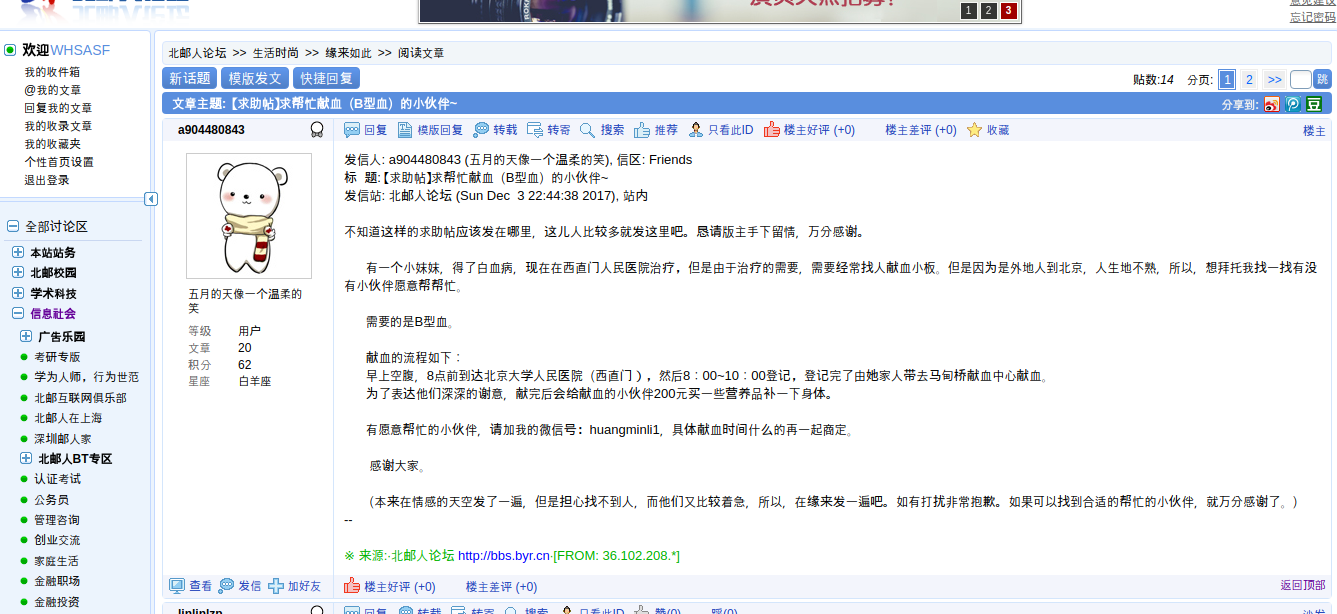 1 2 3
意见建议
忘记密码
欢迎WHSASF
我的收件箱
@我的文章
回复我的文章
我的收录文章
我的收藏夹
个性首页设置
退出登录
全部讨论区
本站站务
北邮校园
学术科技
信息社会
广告乐园
考研专版
学为人师，行为世范
北邮互联网俱乐部
北邮人在上海
深圳邮人家
北邮人BT专区
认证考试
公务员
管理咨询
创业交流
家庭生活
金融职场
金融投资
北邮人论坛 >> 生活时尚 >> 缘来如此 >> 阅读文章
新话题 模版发文 快捷回复
贴数:14 分页: 1 2 >> 跳
文章主题:【求助帖】求帮忙献血（B型血）的小伙伴~
分享到: 豆
a904480843
回复 模版回复 转载 转寄 搜索 推荐 只看此ID 楼主好评 (+0) 楼主差评 (+0) 收藏 楼主
五月的天像一个温柔的
笑
等级 用户
文章 20
积分 62
星座 白羊座
发信人: a904480843 (五月的天像一个温柔的笑), 信区: Friends
标 题:【求助帖】求帮忙献血（B型血）的小伙伴~
发信站: 北邮人论坛 (Sun Dec 3 22:44:38 2017), 站内
不知道这样的求助帖应该发在哪里，这儿人比较多就发这里吧。恳请版主手下留情，万分感谢。
有一个小妹妹，得了白血病，现在在西直门人民医院治疗，但是由于治疗的需要，需要经常找人献血小板。但是因为是外地人到北京，人生地不熟，所以，想拜托我找一找有没
有小伙伴愿意帮帮忙。
需要的是B型血。
献血的流程如下：
早上空腹，8点前到达北京大学人民医院（西直门），然后8：00~10：00登记，登记完了由她家人带去马甸桥献血中心献血。
为了表达他们深深的谢意，献完后会给献血的小伙伴200元买一些营养品补一下身体。
有愿意帮忙的小伙伴，请加我的微信号：huangminli1，具体献血时间什么的再一起商定。
感谢大家。
（本来在情感的天空发了一遍，但是担心找不到人，而他们又比较着急，所以，在缘来发一遍吧。如有打扰非常抱歉。如果可以找到合适的帮忙的小伙伴，就万分感谢了。）
--
※ 来源:·北邮人论坛 http://bbs.byr.cn·[FROM: 36.102.208.*]
查看 发信 加好友 楼主好评 (+0) 楼主差评 (+0) 返回顶部
linlinlzp 回复 转载 转寄 搜索 只看此ID 赞(0) 踩(0) 沙发